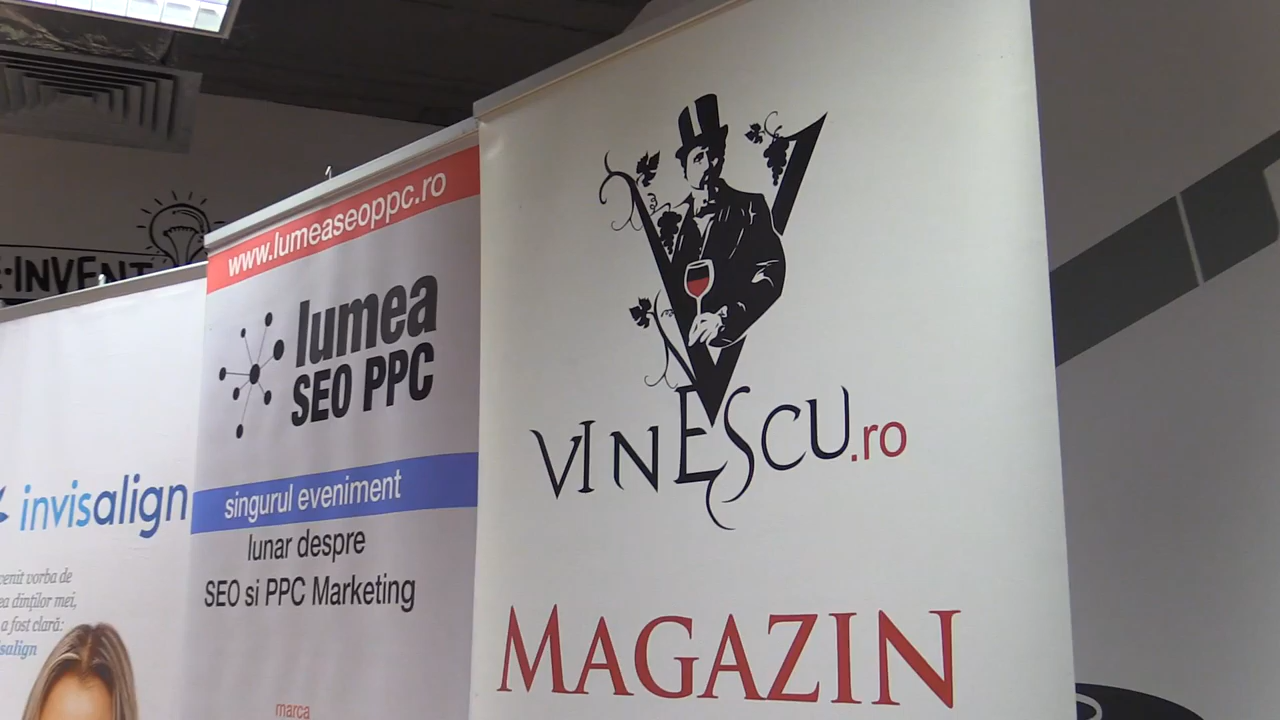 E·INVENT
invisalign
venit vorba de
ea dinților mei,
a fost clară:
isalign
www.lumeaseoppc.ro
lumea
SEO PPC
singurul eveniment
lunar despre
SEO si PPC Marketing
marca
VINESCU.ro
MAGAZIN